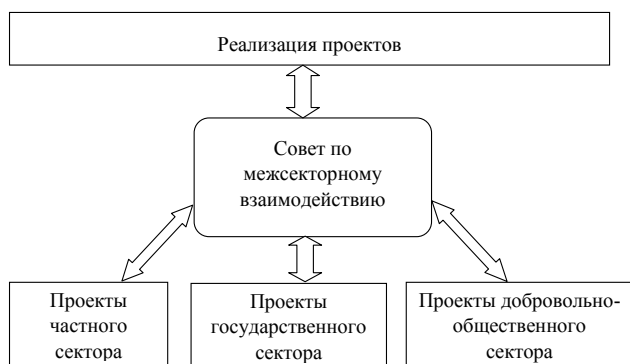 Реализация проектов
Совет по
межсекторному
взаимодействию
Проекты
частного
сектора
Проекты
государственного
сектора
Проекты добровольно-
общественного
сектора